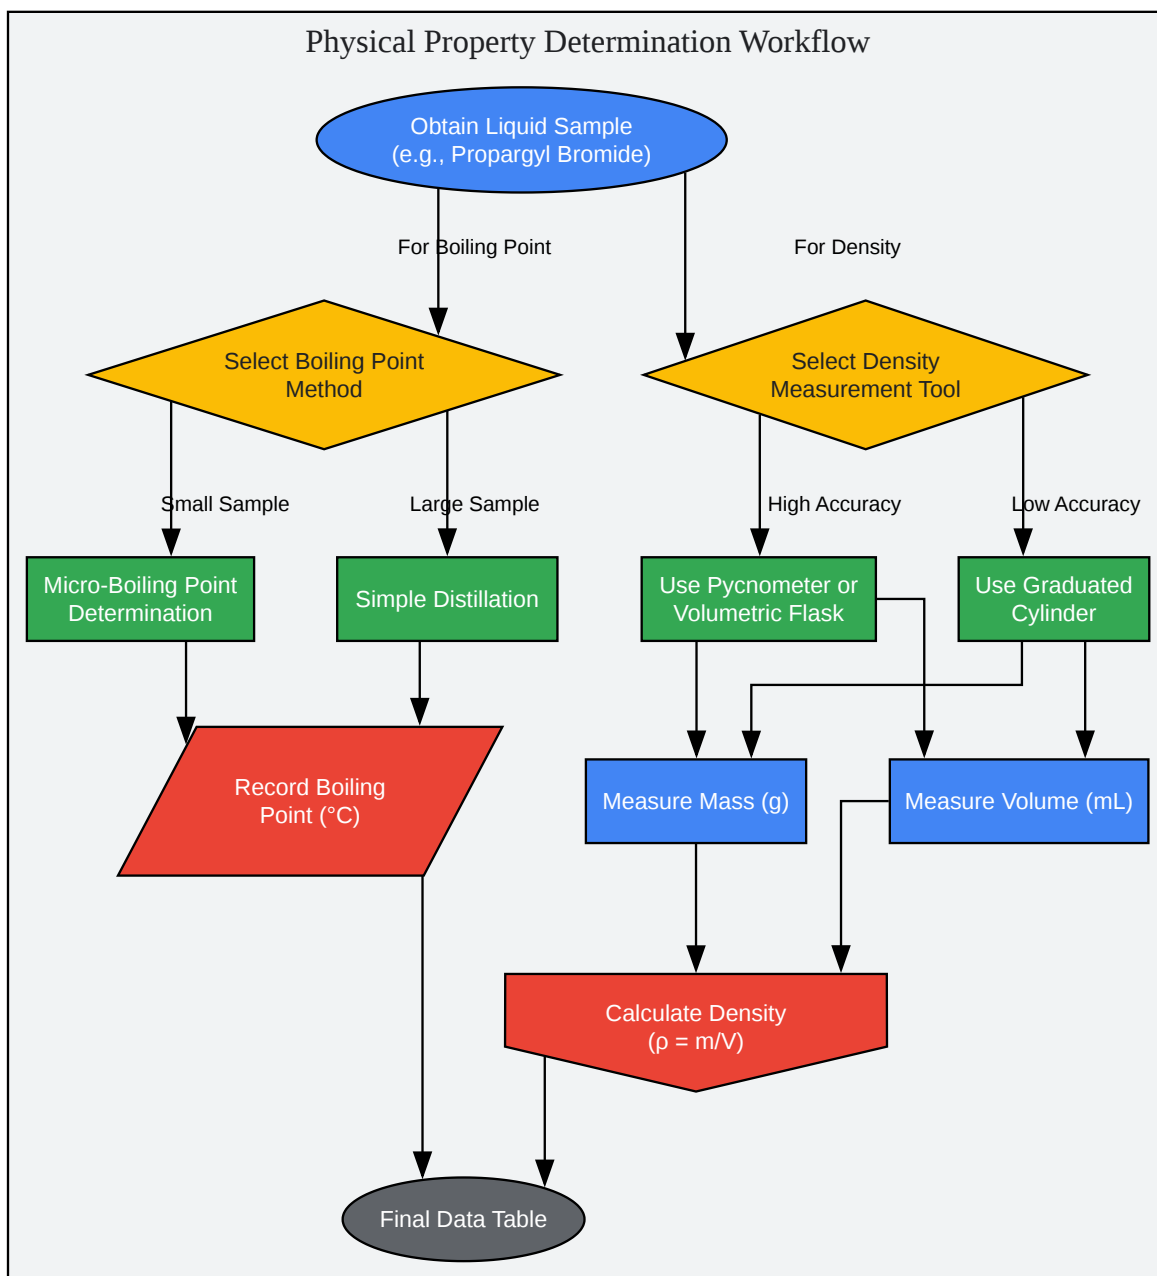 Physical Property Determination Workflow
Obtain Liquid Sample
(e.g., Propargyl Bromide)
For Boiling Point
For Density
Select Boiling Point
Method
Select Density
Measurement Tool
Small Sample
Large Sample
High Accuracy
Low Accuracy
Micro-Boiling Point
Determination
Simple Distillation
Use Pycnometer or
Volumetric Flask
Use Graduated
Cylinder
Record Boiling
Point (°C)
Measure Mass (g)
Measure Volume (mL)
Calculate Density
(ρ = m/V)
Final Data Table